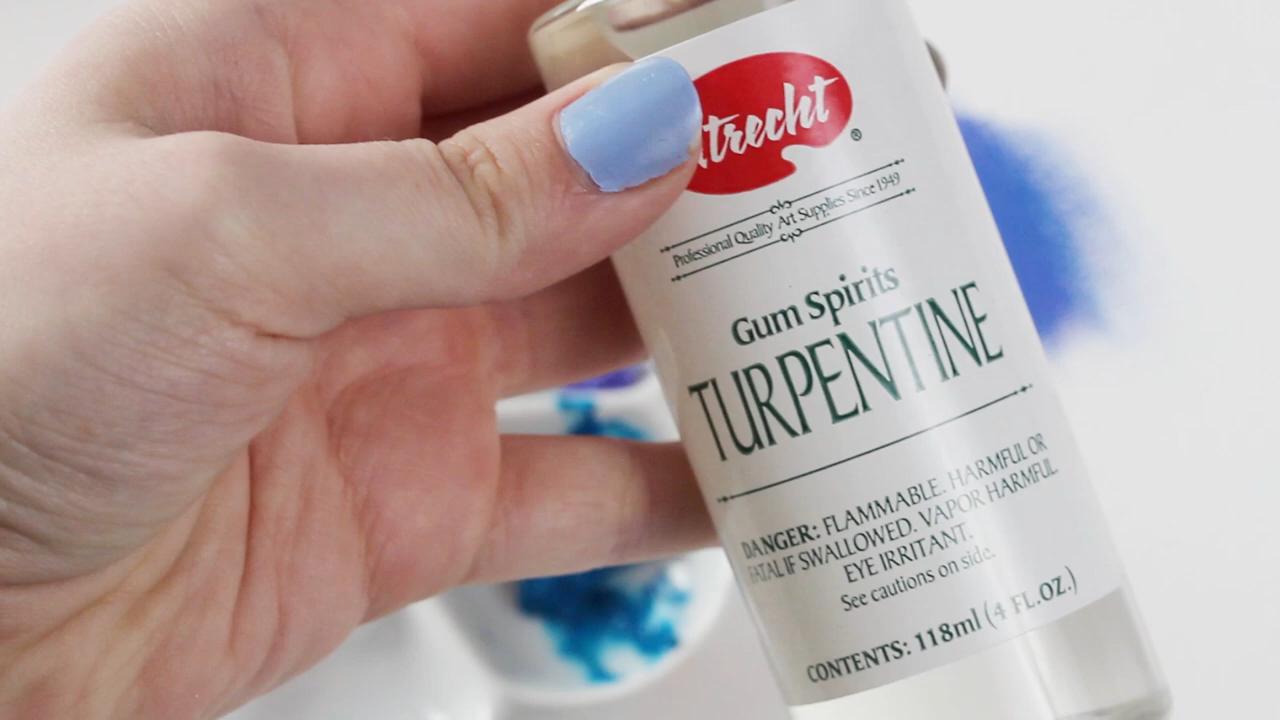 trecht®
Professional Quality Art Supplies Since 1949
Gum Spirits
TURPENTINE
DANGER: FLAMMABLE. HARMFUL OR
FATAL IF SWALLOWED. VAPOR HARMFUL.
EYE IRRITANT.
See cautions on side.
CONTENTS: 118ml (4 FL.OZ.)